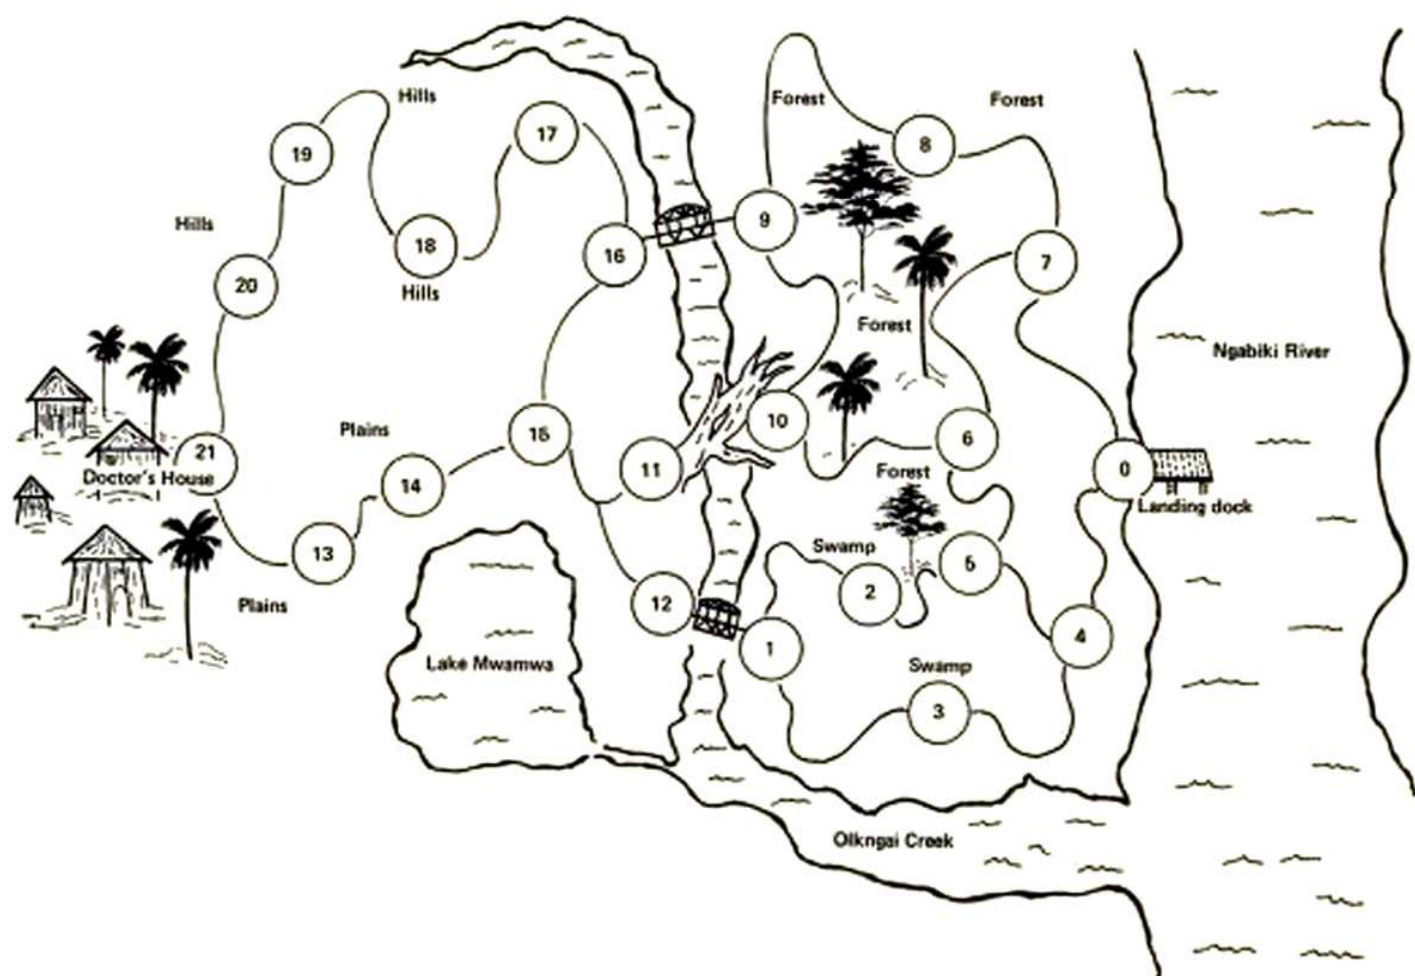 Hills
Forest
Forest
17
8
19
Hills
9
18
16
7
20
Hills
Forest
Ngabiki River
Plains
10
15
6
21
11
0
Doctor's House
14
Forest
Landing dock
13
Swamp
5
Plains
12
2
1
4
Lake Mwamwa
Swamp
3
Olkngai Creek